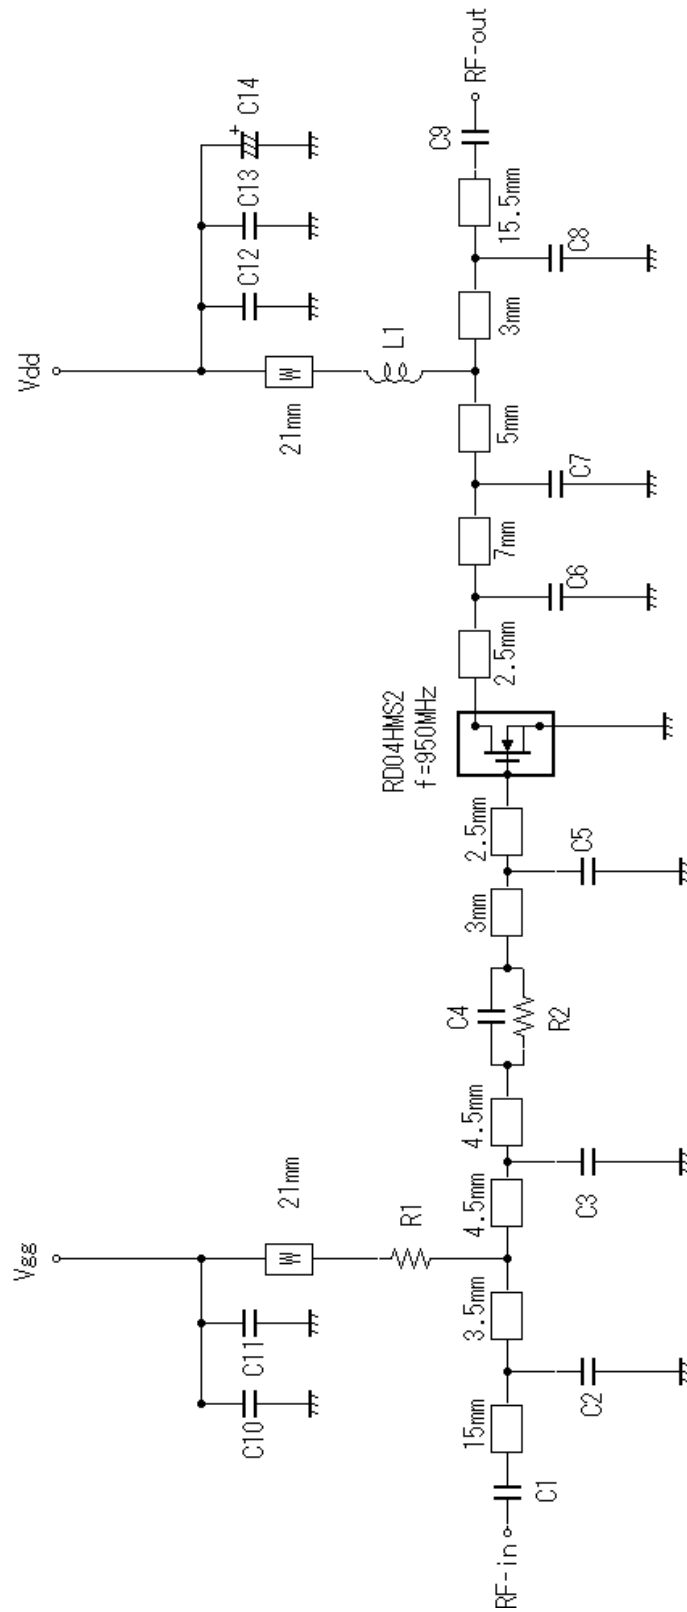 Vgg
Vdd
21mm
21mm
C10
C11
C12
C13
+
C14
W
W
R1
L1
RD04HMS2
f=950MHz
RF-in
C1
15mm
C2
3.5mm
4.5mm
C3
4.5mm
C4
R2
3mm
C5
2.5mm
2.5mm
C6
7mm
C7
5mm
3mm
C8
15.5mm
C9
RF-out